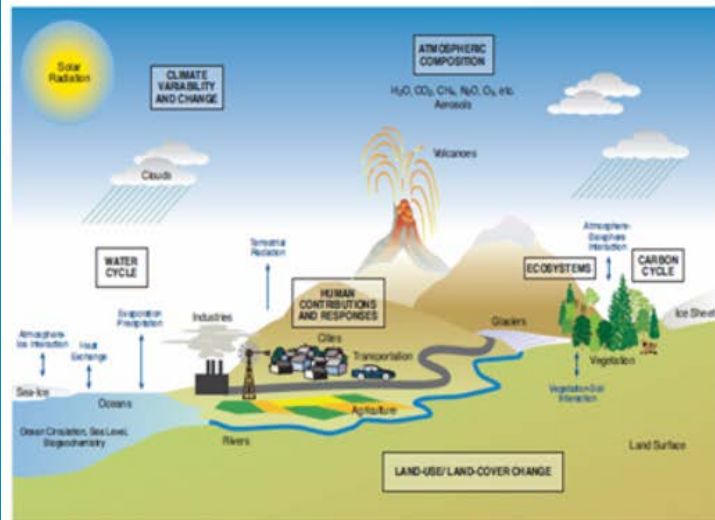 Solar
Radiation
CLIMATE
VARIABILITY
AND CHANGE
ATMOSPHERIC
COMPOSITION
H₂O, CO₂, CH₄, N₂O, O₃, etc.
Aerosols
Volcanoes
Clouds
Atmosphere-
Biosphere
Interaction
Terrestrial
Radiation
WATER
CYCLE
ECOSYSTEMS
CARBON
CYCLE
HUMAN
CONTRIBUTIONS
AND RESPONSES
Evaporation
Precipitation
Industries
Glaciers
Ice Sheet
Atmosphere-
Ice Interaction
Heat
Exchange
Cities
Transportation
Vegetation
Sea-Ice
Oceans
Agriculture
Vegetation-Soil
Interaction
Ocean Circulation, Sea Level,
Biogeochemistry
Rivers
Land Surface
LAND-USE/ LAND-COVER CHANGE